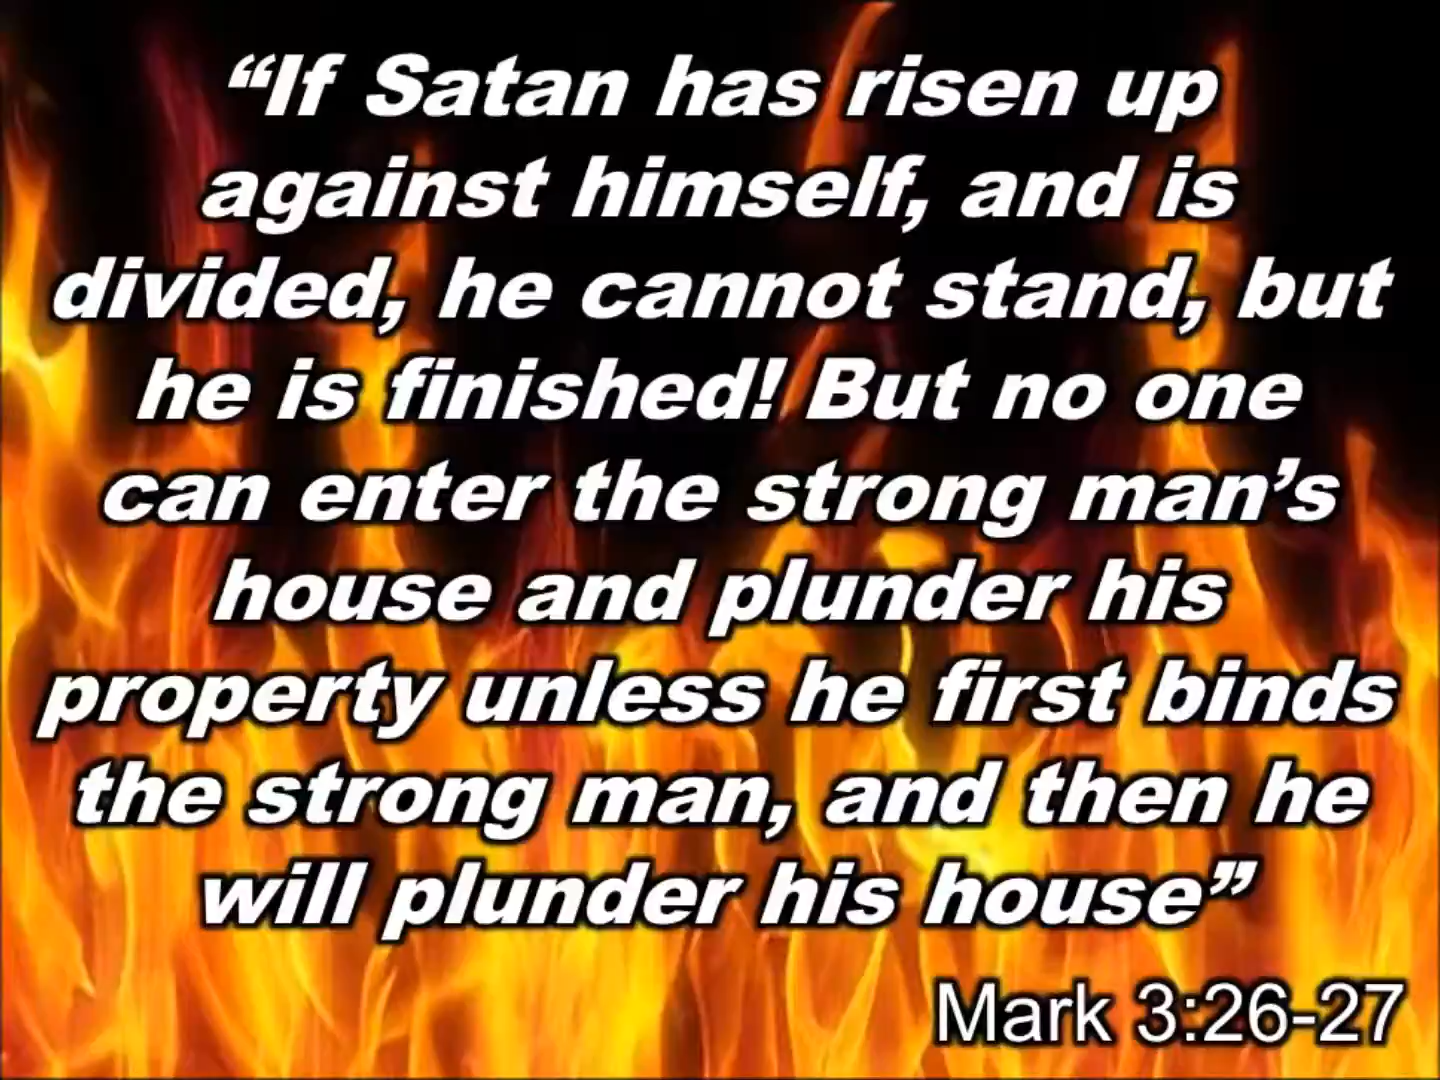 “If Satan has risen up
against himself, and is
divided, he cannot stand, but
he is finished! But no one
can enter the strong man’s
house and plunder his
property unless he first binds
the strong man, and then he
will plunder his house”
Mark 3:26-27